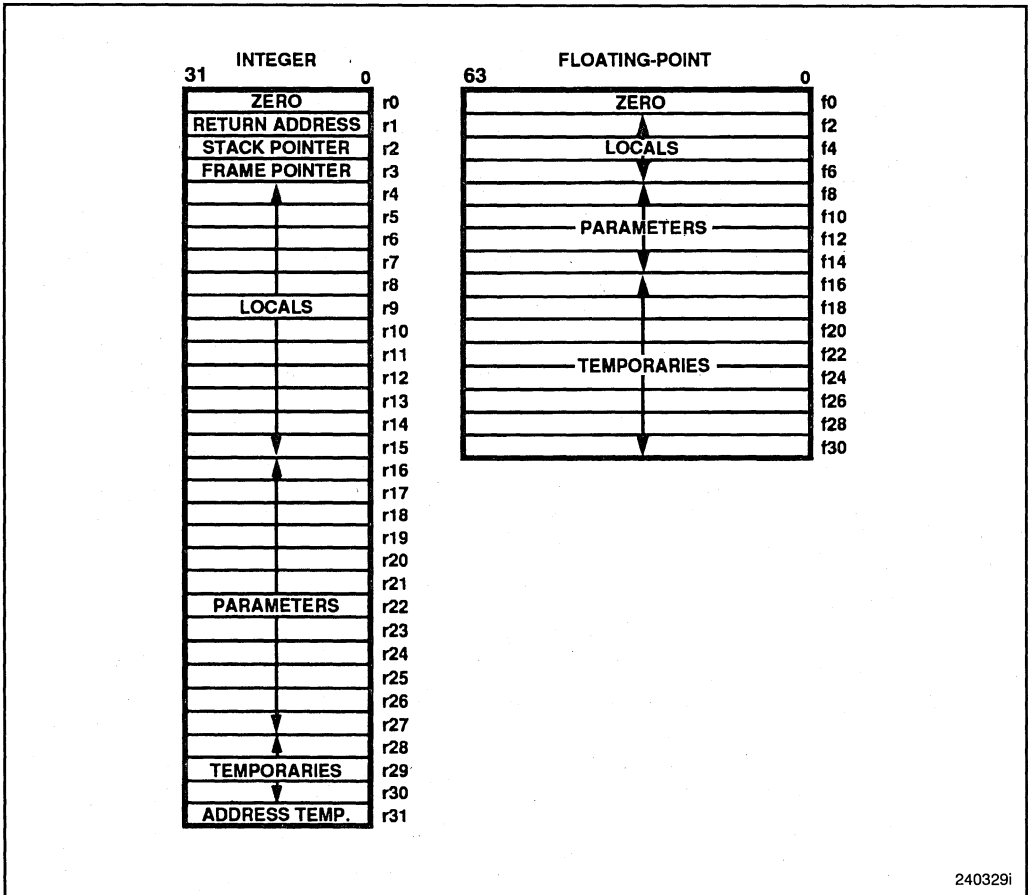 INTEGER
31 0
ZERO r0
RETURN ADDRESS r1
STACK POINTER r2
FRAME POINTER r3
r4
r5
r6
r7
r8
LOCALS r9
r10
r11
r12
r13
r14
r15
r16
r17
r18
r19
r20
r21
PARAMETERS r22
r23
r24
r25
r26
r27
r28
TEMPORARIES r29
r30
ADDRESS TEMP. r31
FLOATING-POINT
63 0
ZERO f0
f2
LOCALS f4
f6
f8
f10
PARAMETERS
f12
f14
f16
f18
f20
f22
TEMPORARIES
f24
f26
f28
f30
240329i